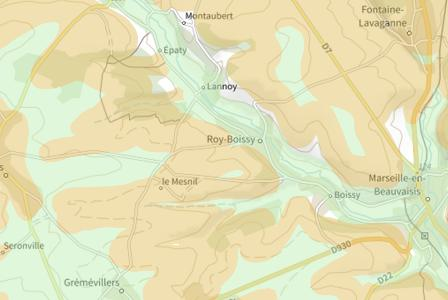 Montaubert
Fontaine-
Lavaganne
Épaty
D7
Lannoy
Roy-Boissy
le Mesnil
Marseille-en-
Beauvaisis
Boissy
Seronville
D930
Grémévillers
D22